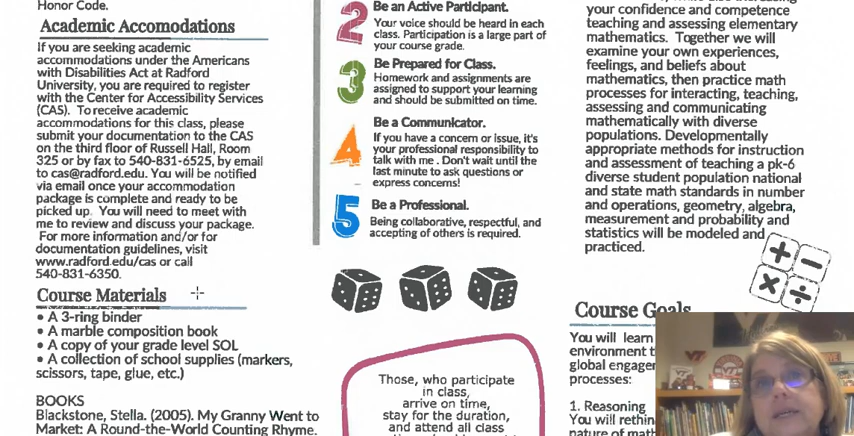 Honor Code.
Academic Accomodations
If you are seeking academic
accommodations under the Americans
with Disabilities Act at Radford
University, you are required to register
with the Center for Accessibility Services
(CAS).  To receive academic
accommodations for this class, please
submit your documentation to the CAS
on the third floor of Russell Hall, Room
325 or by fax to 540-831-6525, by email
to cas@radford.edu. You will be notified
via email once your accommodation
package is complete and ready to be
picked up.  You will need to meet with
me to review and discuss your package.
For more information and/or for
documentation guidelines, visit
www.radford.edu/cas or call
540-831-6350.
Course Materials
• A 3-ring binder
• A marble composition book
• A copy of your grade level SOL
• A collection of school supplies (markers,
scissors, tape, glue, etc.)
BOOKS
Blackstone, Stella. (2005). My Granny Went to
Market: A Round-the-World Counting Rhyme.
2
Be an Active Participant.
Your voice should be heard in each
class. Participation is a large part of
your course grade.
3
Be Prepared for Class.
Homework and assignments are
assigned to support your learning
and should be submitted on time.
4
Be a Communicator.
If you have a concern or issue, it's
your professional responsibility to
talk with me . Don't wait until the
last minute to ask questions or
express concerns!
5
Be a Professional.
Being collaborative, respectful, and
accepting of others is required.
Those, who participate
in class,
arrive on time,
stay for the duration,
and attend all class
your confidence and competence
teaching and assessing elementary
mathematics.  Together we will
examine your own experiences,
feelings, and beliefs about
mathematics, then practice math
processes for interacting, teaching,
assessing and communicating
mathematically with diverse
populations. Developmentally
appropriate methods for instruction
and assessment of teaching a pk-6
diverse student population national
and state math standards in number
and operations, geometry, algebra,
measurement and probability and
statistics will be modeled and
practiced.
+ −
× ÷
Course Goals
You will learn
environment
global
processes:
1. Reasoning
You will
nature of